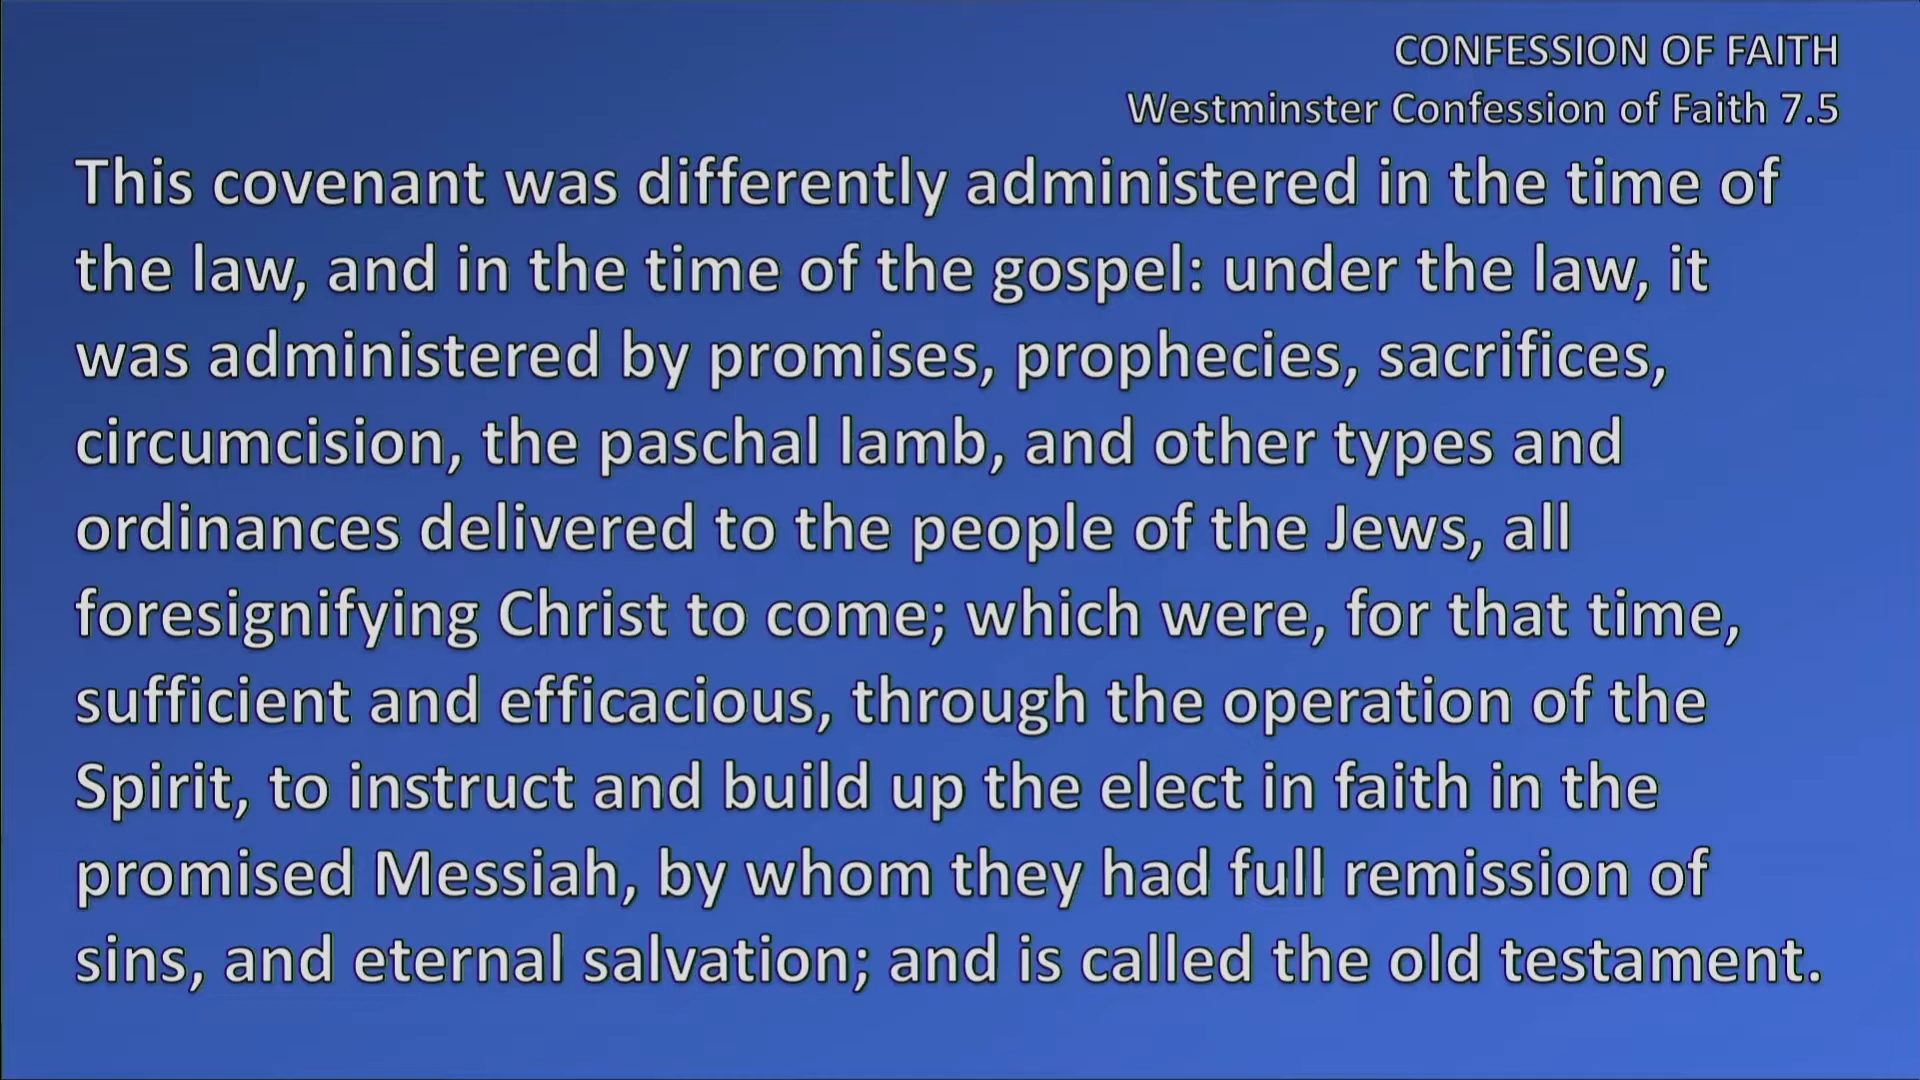 CONFESSION OF FAITH
Westminster Confession of Faith 7.5
This covenant was differently administered in the time of
the law, and in the time of the gospel: under the law, it
was administered by promises, prophecies, sacrifices,
circumcision, the paschal lamb, and other types and
ordinances delivered to the people of the Jews, all
foresignifying Christ to come; which were, for that time,
sufficient and efficacious, through the operation of the
Spirit, to instruct and build up the elect in faith in the
promised Messiah, by whom they had full remission of
sins, and eternal salvation; and is called the old testament.